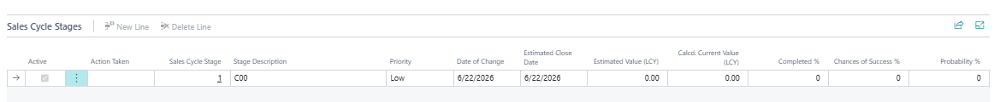 Sales Cycle Stages New Line Delete Line
Active Action Taken Sales Cycle Stage Stage Description Priority Date of Change Estimated Close Date Estimated Value (LCY) Calcd. Current Value (LCY) Completed % Chances of Success % Probability %
1 C00 Low 6/22/2026 6/22/2026 0.00 0.00 0 0 0